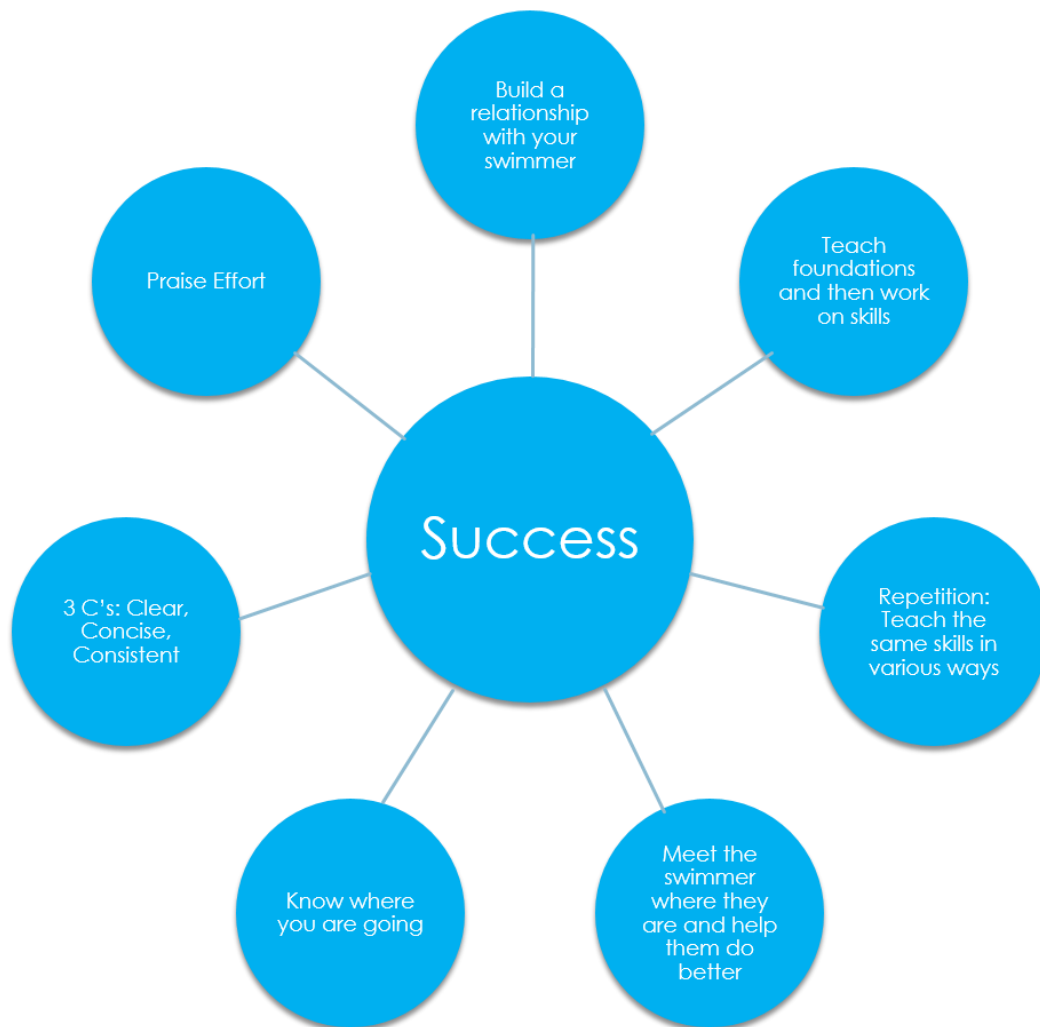 Build a
relationship
with your
swimmer
Teach
foundations
and then work
on skills
Repetition:
Teach the
same skills in
various ways
Meet the
swimmer
where they
are and help
them do
better
Know where
you are going
3 C's: Clear,
Concise,
Consistent
Praise Effort
Success